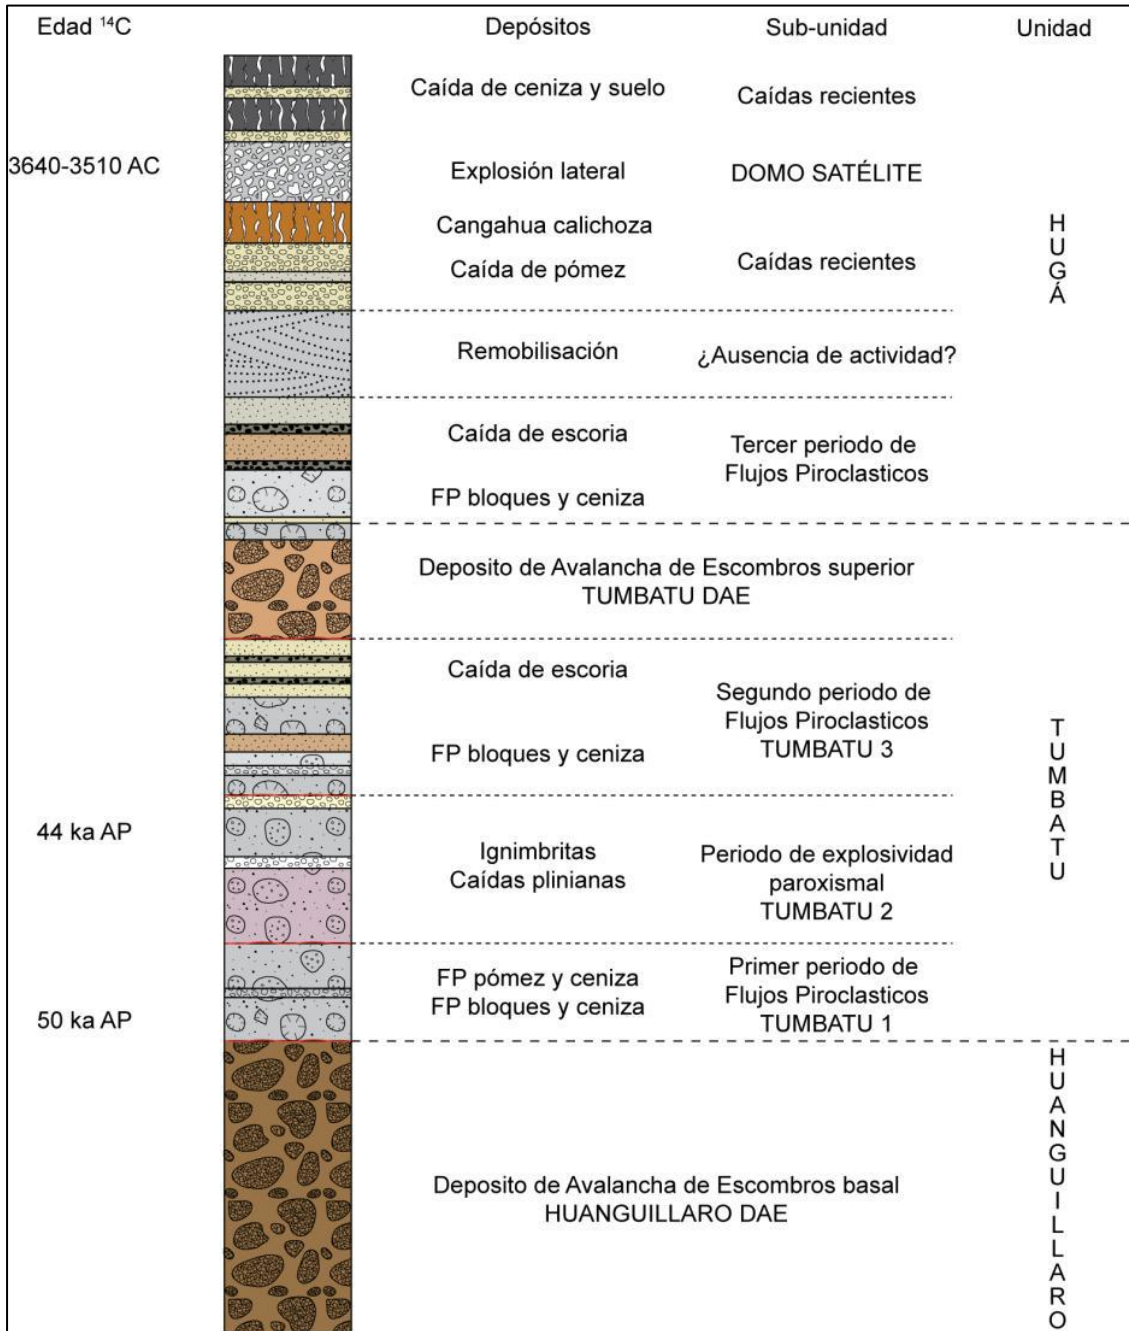 Edad ¹⁴C
Depósitos
Sub-unidad
Unidad
Caída de ceniza y suelo
Caídas recientes
3640-3510 AC
Explosión lateral
DOMO SATÉLITE
Cangahua calichoza
Caída de pómez
Caídas recientes
HUGÁ
Remobilisación
¿Ausencia de actividad?
Caída de escoria
Tercer periodo de
Flujos Piroclasticos
FP bloques y ceniza
Deposito de Avalancha de Escombros superior
TUMBATU DAE
Caída de escoria
Segundo periodo de
Flujos Piroclasticos
TUMBATU 3
FP bloques y ceniza
TUMBATU
44 ka AP
Ignimbritas
Caídas plinianas
Periodo de explosividad
paroxismal
TUMBATU 2
FP pómez y ceniza
FP bloques y ceniza
Primer periodo de
Flujos Piroclasticos
TUMBATU 1
50 ka AP
Deposito de Avalancha de Escombros basal
HUANGUILLARO DAE
HUANGUILLARO